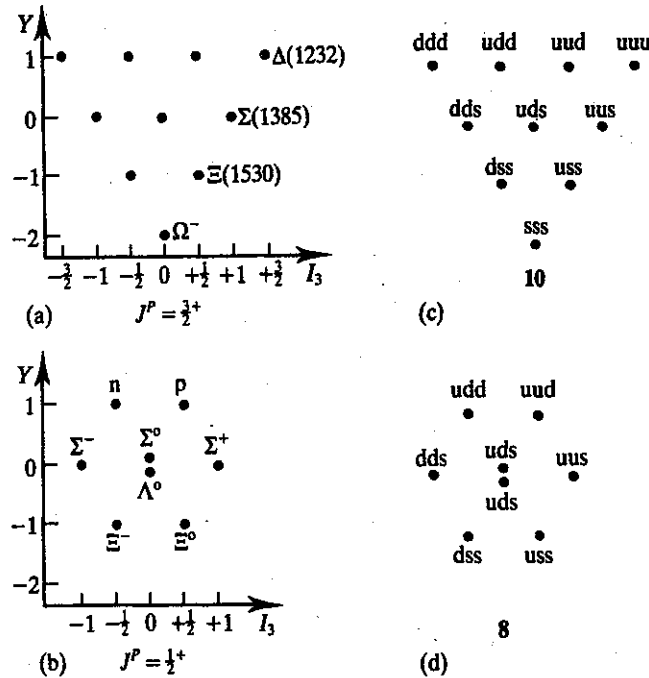 Y
1
Δ(1232)
0
Σ(1385)
−1
Ξ(1530)
−2
Ω⁻
−3/2 −1 −1/2 0 +1/2 +1 +3/2 I₃
(a) Jᴾ = 3/2⁺
ddd udd uud uuu
dds uds uus
dss uss
sss
10
(c)
Y
n p
1
Σ⁻ Σ⁰ Σ⁺
0
Λ⁰
−1
Ξ⁻ Ξ⁰
−2
−1 −1/2 0 +1/2 +1 I₃
(b) Jᴾ = 1/2⁺
udd uud
dds uds uus
uds
dss uss
8
(d)